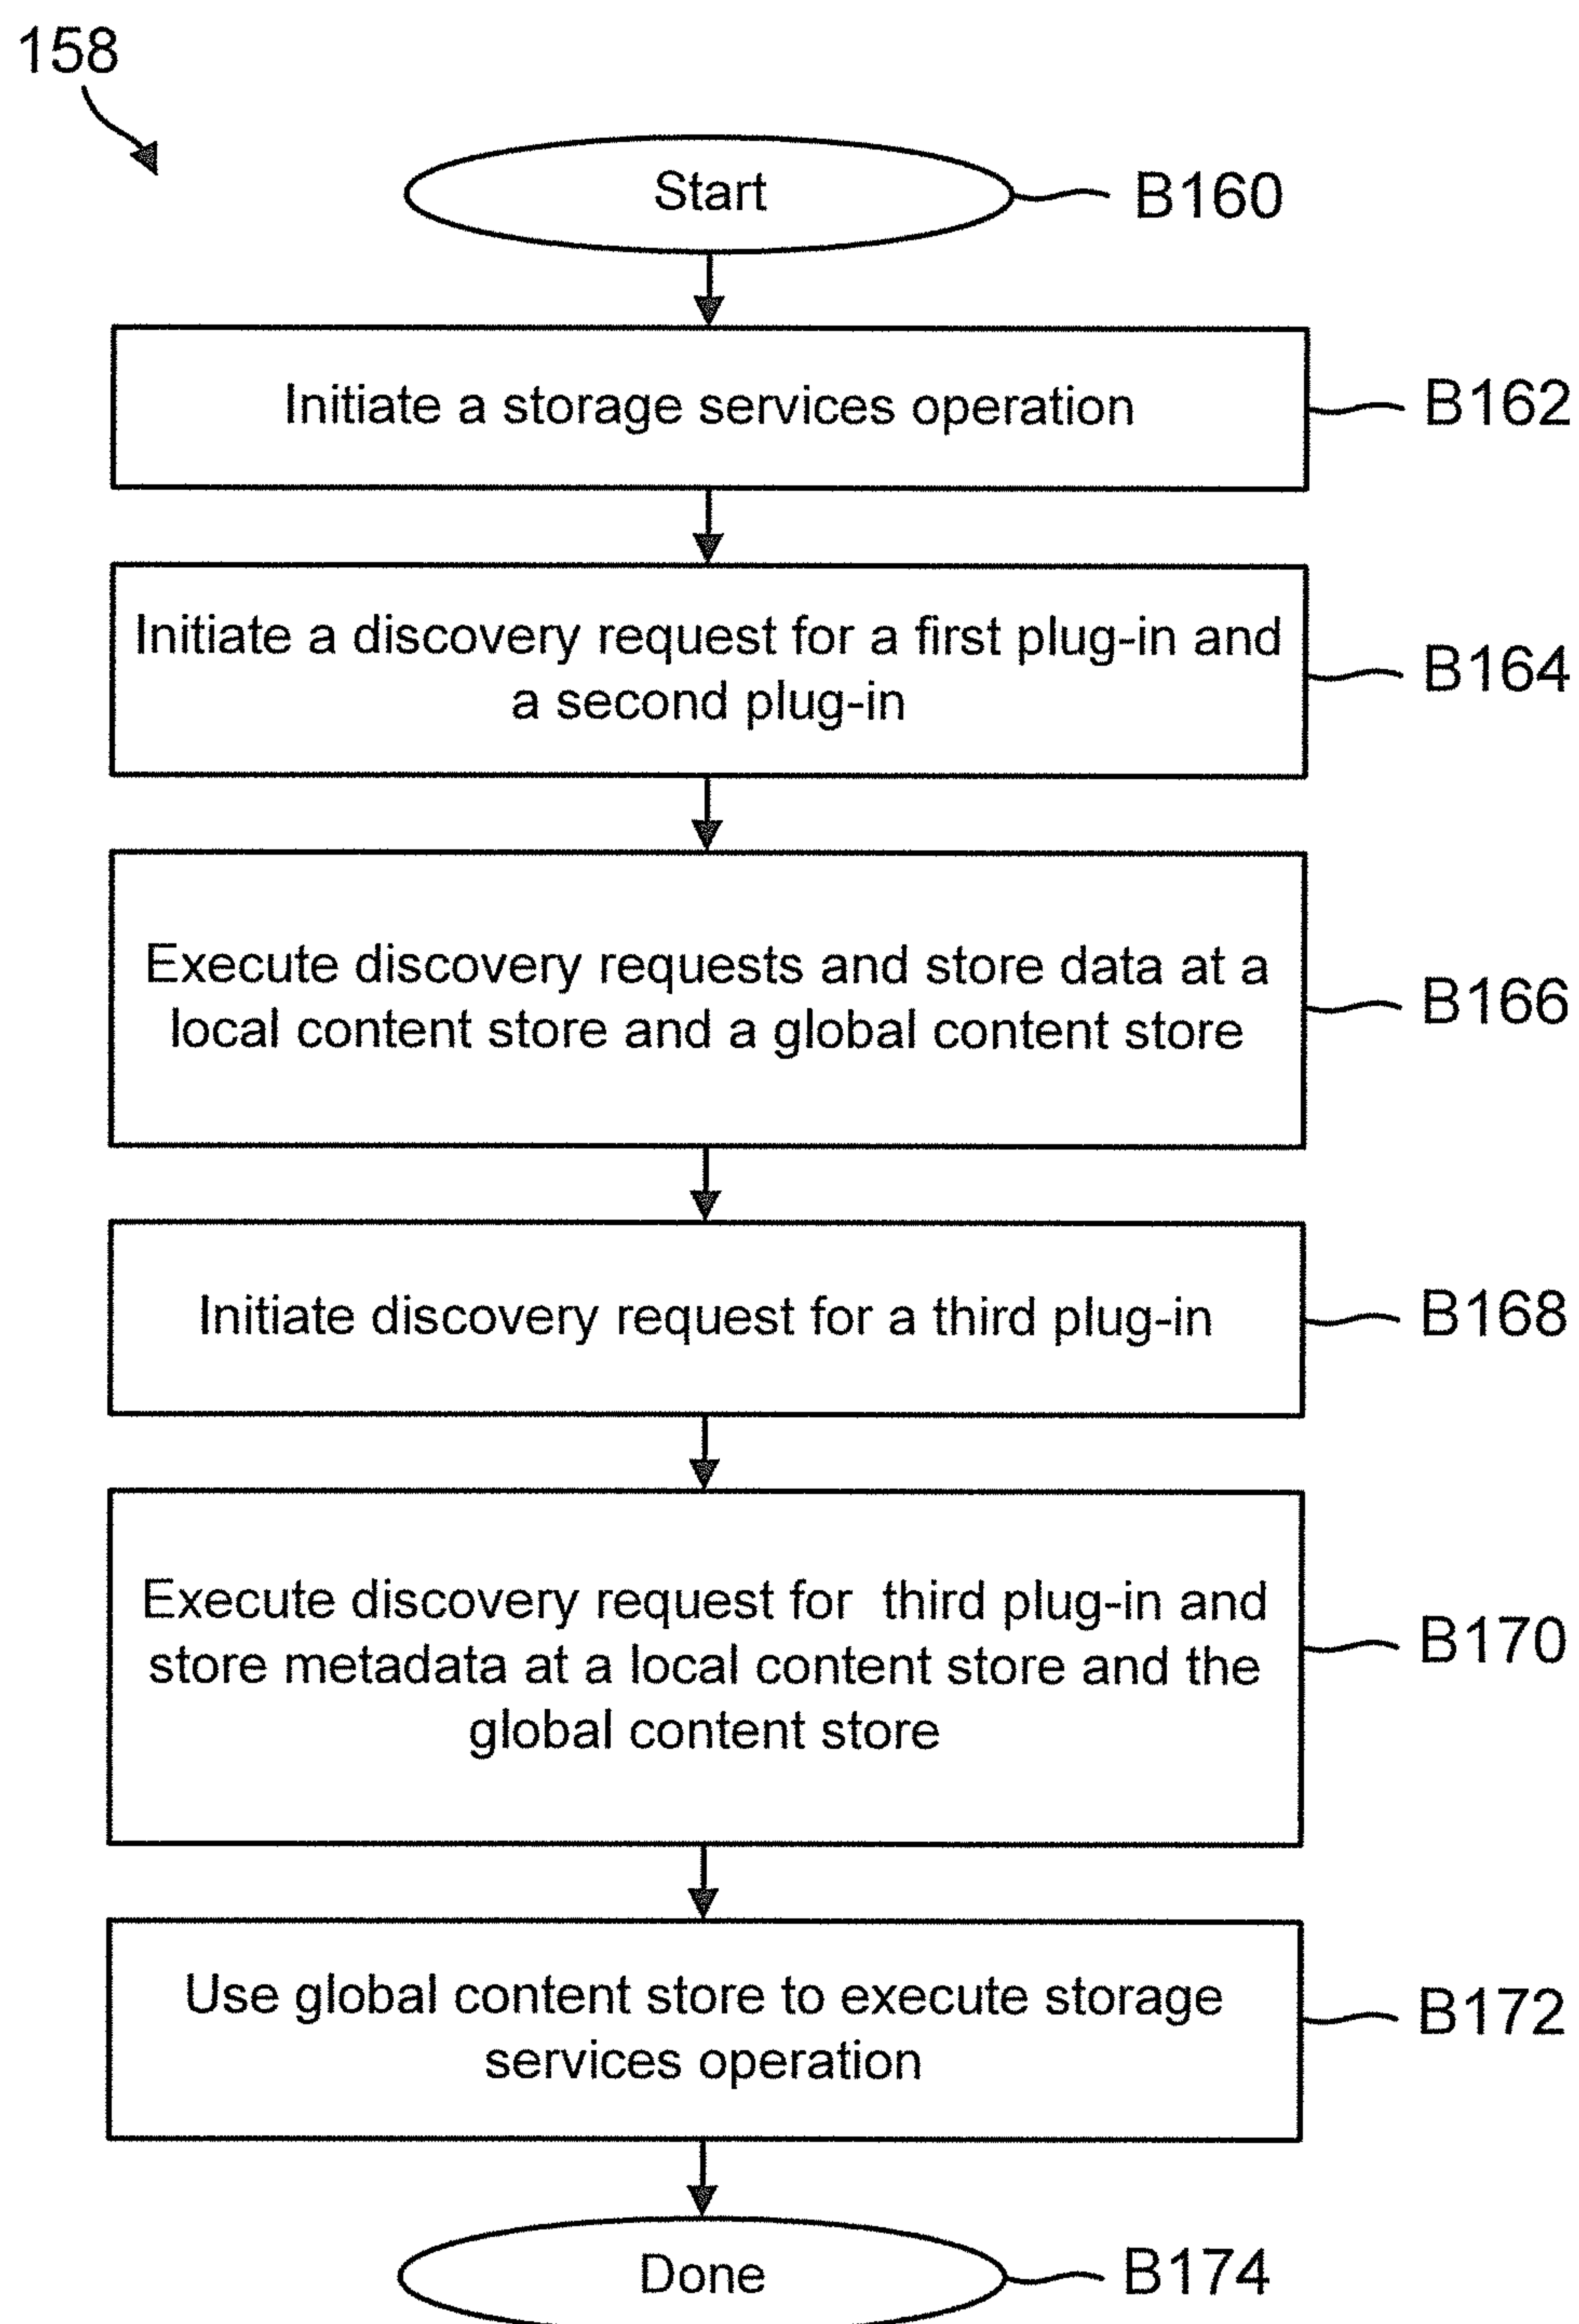 158
Start
B160
Initiate a storage services operation
B162
Initiate a discovery request for a first plug-in and
a second plug-in
B164
Execute discovery requests and store data at a
local content store and a global content store
B166
Initiate discovery request for a third plug-in
B168
Execute discovery request for third plug-in and
store metadata at a local content store and the
global content store
B170
Use global content store to execute storage
services operation
B172
Done
B174